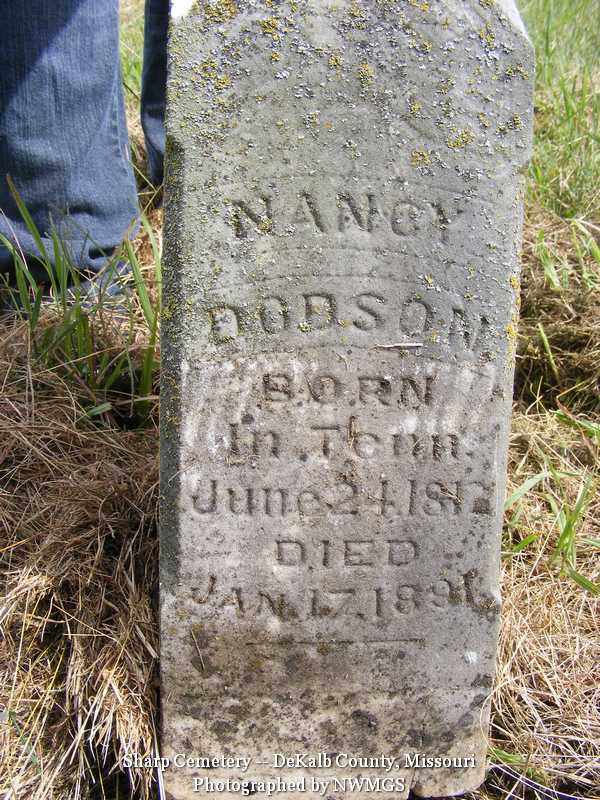 NANCY
DODSON
BORN
In Tenn.
June 24, 1812
DIED
JAN. 17, 1891.
Sharp Cemetery -- DeKalb County, Missouri
Photographed by NWMGS